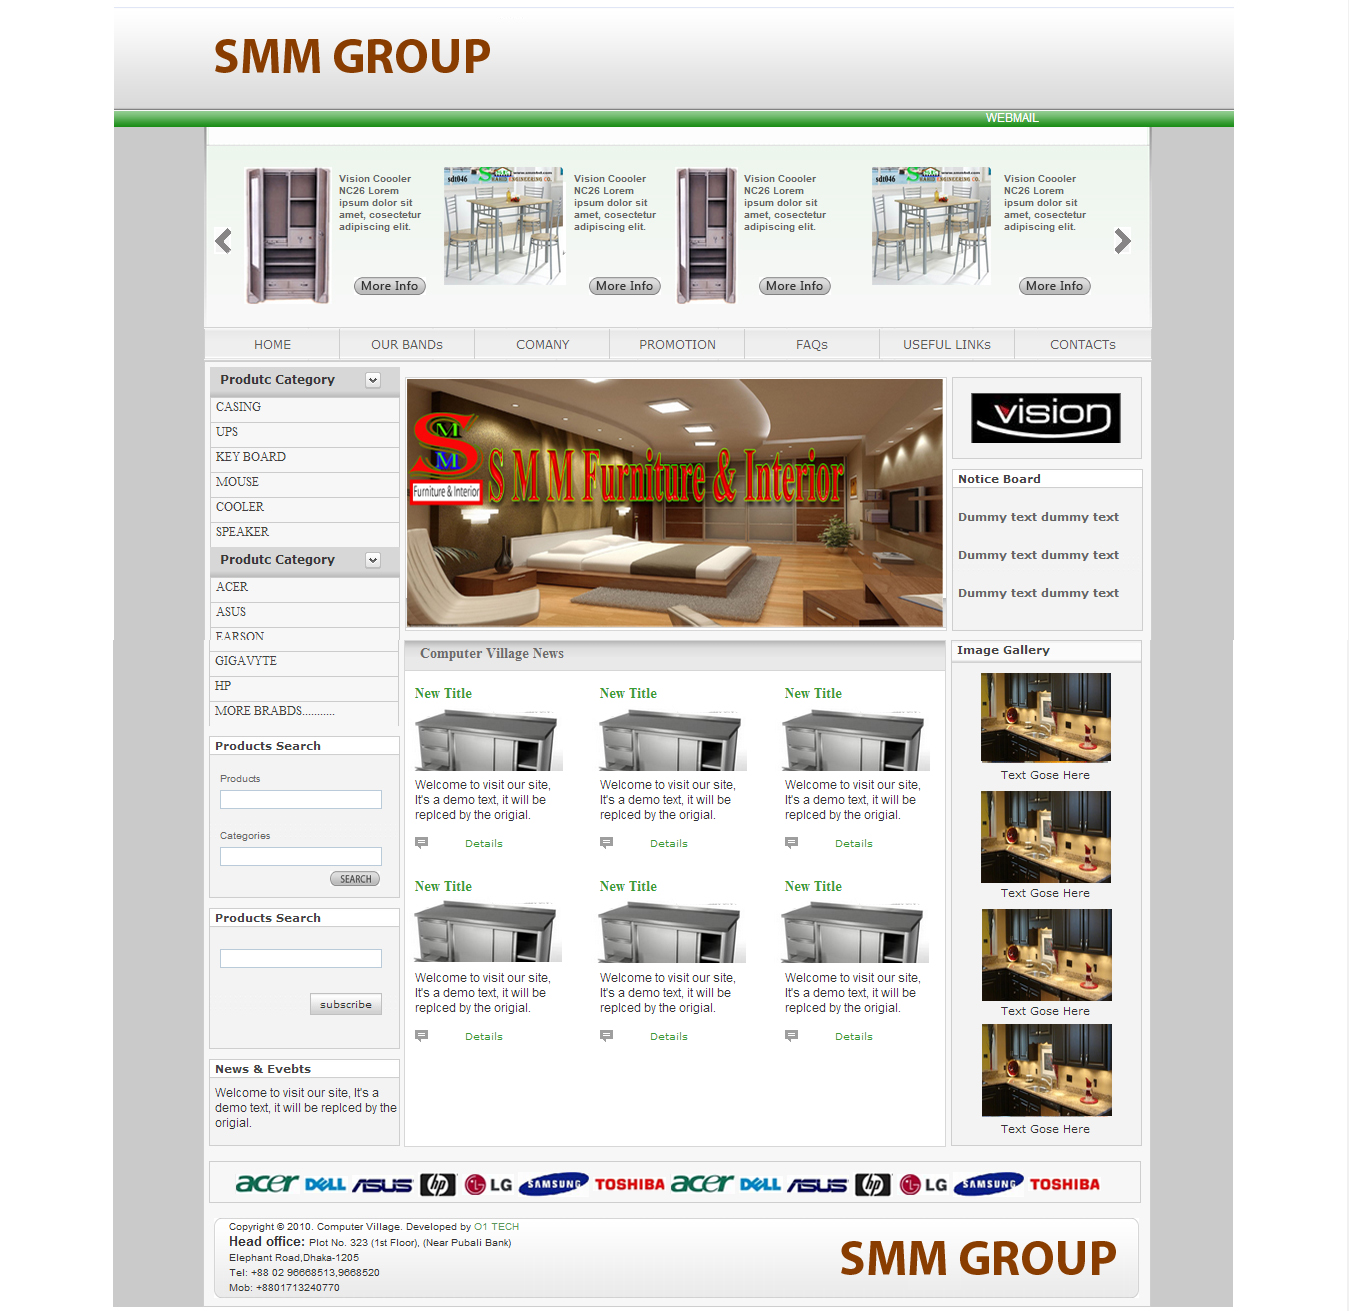 SMM GROUP
WEBMAIL
Vision Coooler
NC26 Lorem
ipsum dolor sit
amet, cosectetur
adipiscing elit.
More Info
sdt046
www.smmbd.com
Vision Coooler
NC26 Lorem
ipsum dolor sit
amet, cosectetur
adipiscing elit.
More Info
Vision Coooler
NC26 Lorem
ipsum dolor sit
amet, cosectetur
adipiscing elit.
More Info
sdt046
www.smmbd.com
Vision Coooler
NC26 Lorem
ipsum dolor sit
amet, cosectetur
adipiscing elit.
More Info
HOME OUR BANDs COMANY PROMOTION FAQs USEFUL LINKs CONTACTs
Produtc Category
CASING
UPS
KEY BOARD
MOUSE
COOLER
SPEAKER
Produtc Category
ACER
ASUS
EARSON
GIGAVYTE
HP
MORE BRABDS...........
Products Search
Products
Categories
SEARCH
Products Search
subscribe
News & Evebts
Welcome to visit our site, It's a
demo text, it will be replced by the
origial.
S M M
Furniture & Interior
S M M Furniture & Interior
Computer Village News
New Title
Welcome to visit our site,
It's a demo text, it will be
replced by the origial.
Details
New Title
Welcome to visit our site,
It's a demo text, it will be
replced by the origial.
Details
New Title
Welcome to visit our site,
It's a demo text, it will be
replced by the origial.
Details
New Title
Welcome to visit our site,
It's a demo text, it will be
replced by the origial.
Details
New Title
Welcome to visit our site,
It's a demo text, it will be
replced by the origial.
Details
New Title
Welcome to visit our site,
It's a demo text, it will be
replced by the origial.
Details
vision
Notice Board
Dummy text dummy text
Dummy text dummy text
Dummy text dummy text
Image Gallery
Text Gose Here
Text Gose Here
Text Gose Here
Text Gose Here
acer DELL ASUS hp LG SAMSUNG TOSHIBA acer DELL ASUS hp LG SAMSUNG TOSHIBA
Copyright © 2010. Computer Village. Developed by O1 TECH
Head office: Plot No. 323 (1st Floor), (Near Pubali Bank)
Elephant Road,Dhaka-1205
Tel: +88 02 96668513,9668520
Mob: +8801713240770
SMM GROUP